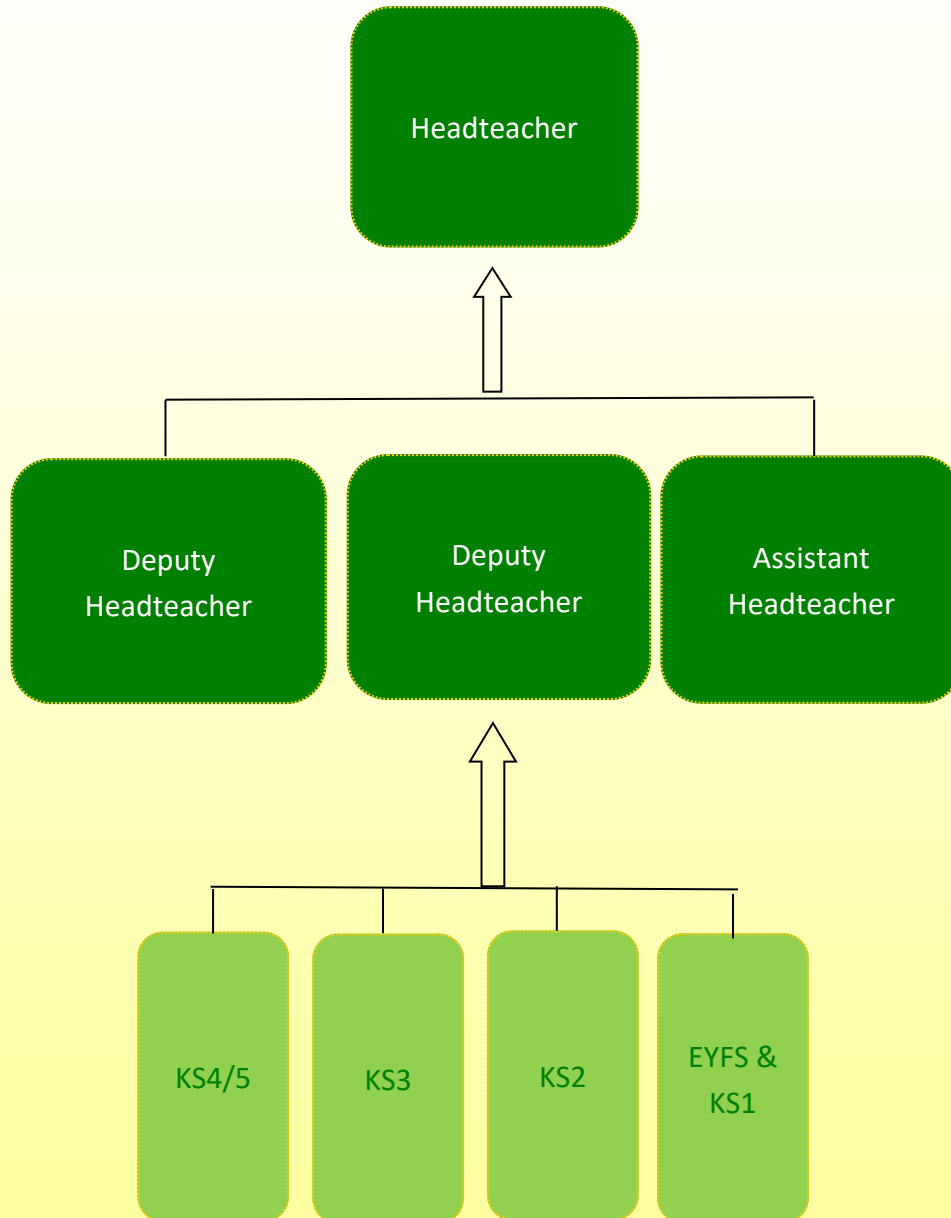 Headteacher
Deputy
Headteacher
Deputy
Headteacher
Assistant
Headteacher
KS4/5
KS3
KS2
EYFS &
KS1